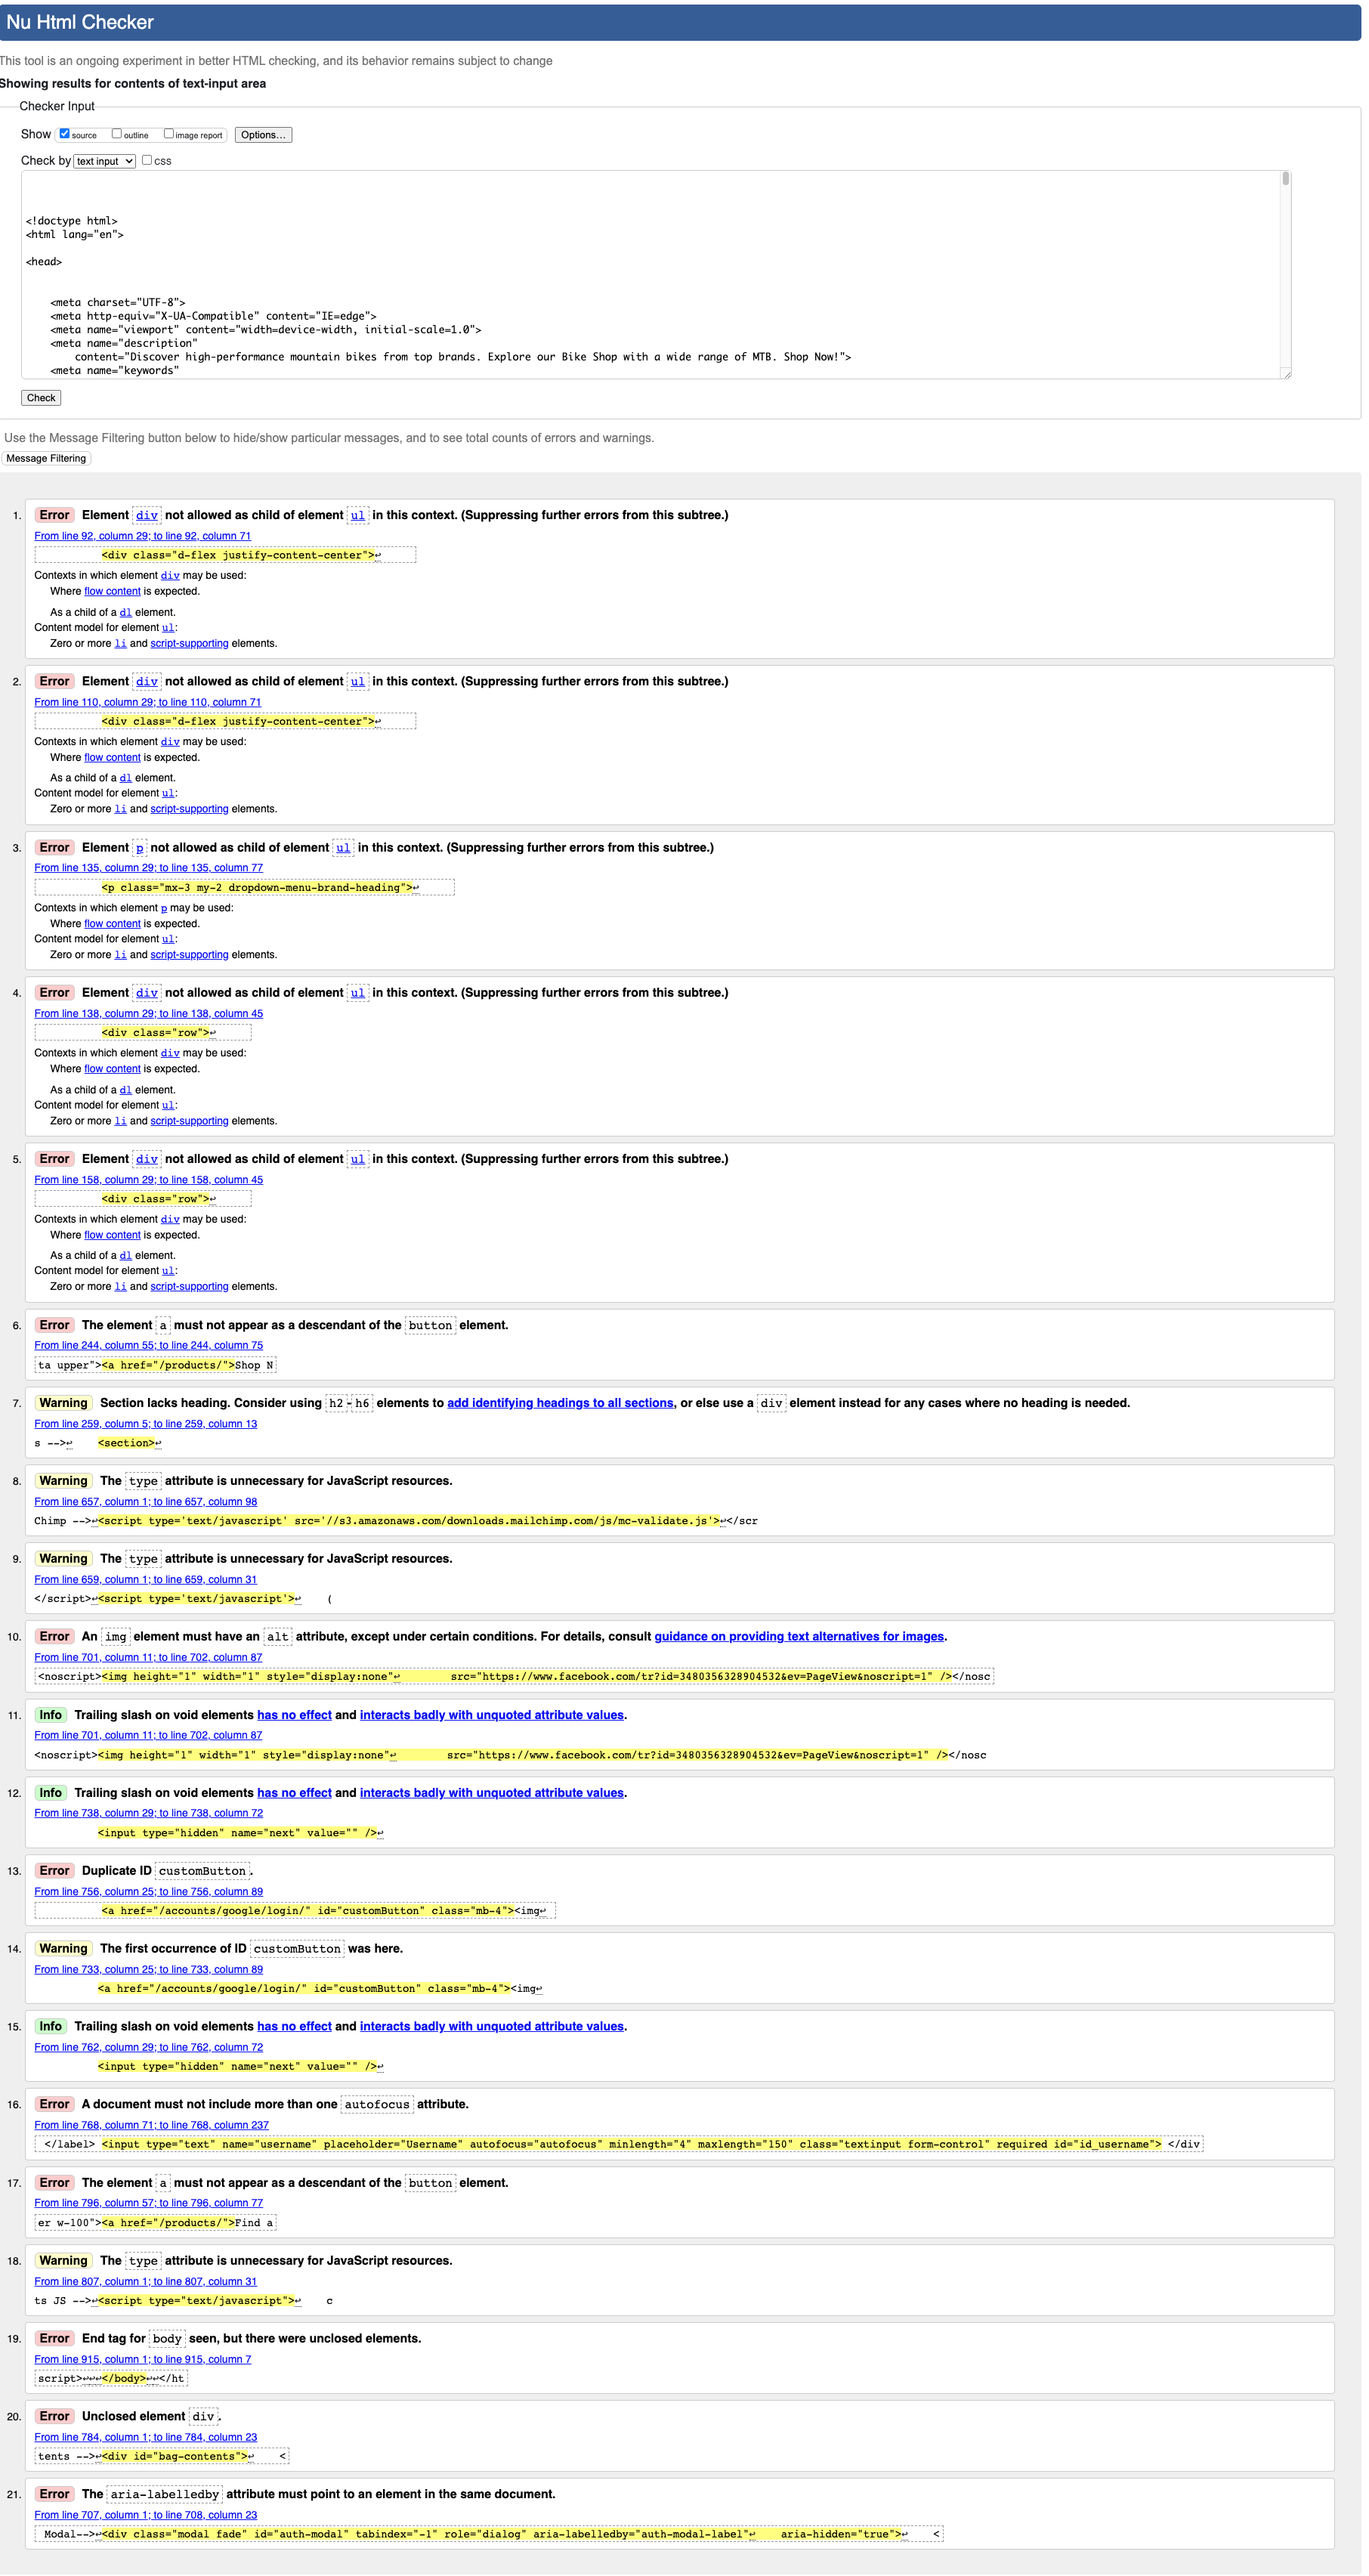 Nu Html Checker
This tool is an ongoing experiment in better HTML checking, and its behavior remains subject to change
Showing results for contents of text-input area
Checker Input
Show source outline image report Options...
Check by text input css
<!doctype html>
<html lang="en">
<head>
<meta charset="UTF-8">
<meta http-equiv="X-UA-Compatible" content="IE=edge">
<meta name="viewport" content="width=device-width, initial-scale=1.0">
<meta name="description"
content="Discover high-performance mountain bikes from top brands. Explore our Bike Shop with a wide range of MTB. Shop Now!">
<meta name="keywords"
Check
Use the Message Filtering button below to hide/show particular messages, and to see total counts of errors and warnings.
Message Filtering
1. Error Element div not allowed as child of element ul in this context. (Suppressing further errors from this subtree.)
From line 92, column 29; to line 92, column 71
<div class="d-flex justify-content-center">↩
Contexts in which element div may be used:
Where flow content is expected.
As a child of a dl element.
Content model for element ul:
Zero or more li and script-supporting elements.
2. Error Element div not allowed as child of element ul in this context. (Suppressing further errors from this subtree.)
From line 110, column 29; to line 110, column 71
<div class="d-flex justify-content-center">↩
Contexts in which element div may be used:
Where flow content is expected.
As a child of a dl element.
Content model for element ul:
Zero or more li and script-supporting elements.
3. Error Element p not allowed as child of element ul in this context. (Suppressing further errors from this subtree.)
From line 135, column 29; to line 135, column 77
<p class="mx-3 my-2 dropdown-menu-brand-heading">↩
Contexts in which element p may be used:
Where flow content is expected.
Content model for element ul:
Zero or more li and script-supporting elements.
4. Error Element div not allowed as child of element ul in this context. (Suppressing further errors from this subtree.)
From line 138, column 29; to line 138, column 45
<div class="row">↩
Contexts in which element div may be used:
Where flow content is expected.
As a child of a dl element.
Content model for element ul:
Zero or more li and script-supporting elements.
5. Error Element div not allowed as child of element ul in this context. (Suppressing further errors from this subtree.)
From line 158, column 29; to line 158, column 45
<div class="row">↩
Contexts in which element div may be used:
Where flow content is expected.
As a child of a dl element.
Content model for element ul:
Zero or more li and script-supporting elements.
6. Error The element a must not appear as a descendant of the button element.
From line 244, column 55; to line 244, column 75
ta upper"><a href="/products/">Shop N
7. Warning Section lacks heading. Consider using h2-h6 elements to add identifying headings to all sections, or else use a div element instead for any cases where no heading is needed.
From line 259, column 5; to line 259, column 13
s -->↩ <section>↩
8. Warning The type attribute is unnecessary for JavaScript resources.
From line 657, column 1; to line 657, column 98
Chimp -->↩<script type='text/javascript' src='//s3.amazonaws.com/downloads.mailchimp.com/js/mc-validate.js'>↩</scr
9. Warning The type attribute is unnecessary for JavaScript resources.
From line 659, column 1; to line 659, column 31
</script>↩<script type='text/javascript'>↩ (
10. Error An img element must have an alt attribute, except under certain conditions. For details, consult guidance on providing text alternatives for images.
From line 701, column 11; to line 702, column 87
<noscript><img height="1" width="1" style="display:none"↩ src="https://www.facebook.com/tr?id=3480356328904532&ev=PageView&noscript=1" /></nosc
11. Info Trailing slash on void elements has no effect and interacts badly with unquoted attribute values.
From line 701, column 11; to line 702, column 87
<noscript><img height="1" width="1" style="display:none"↩ src="https://www.facebook.com/tr?id=3480356328904532&ev=PageView&noscript=1" /></nosc
12. Info Trailing slash on void elements has no effect and interacts badly with unquoted attribute values.
From line 738, column 29; to line 738, column 72
<input type="hidden" name="next" value="" />↩
13. Error Duplicate ID customButton.
From line 756, column 25; to line 756, column 89
<a href="/accounts/google/login/" id="customButton" class="mb-4"><img↩
14. Warning The first occurrence of ID customButton was here.
From line 733, column 25; to line 733, column 89
<a href="/accounts/google/login/" id="customButton" class="mb-4"><img↩
15. Info Trailing slash on void elements has no effect and interacts badly with unquoted attribute values.
From line 762, column 29; to line 762, column 72
<input type="hidden" name="next" value="" />↩
16. Error A document must not include more than one autofocus attribute.
From line 768, column 71; to line 768, column 237
</label> <input type="text" name="username" placeholder="Username" autofocus="autofocus" minlength="4" maxlength="150" class="textinput form-control" required id="id_username"> </div
17. Error The element a must not appear as a descendant of the button element.
From line 796, column 57; to line 796, column 77
er w-100"><a href="/products/">Find a
18. Warning The type attribute is unnecessary for JavaScript resources.
From line 807, column 1; to line 807, column 31
ts JS -->↩<script type="text/javascript">↩ c
19. Error End tag for body seen, but there were unclosed elements.
From line 915, column 1; to line 915, column 7
script>↩↩↩</body>↩↩</ht
20. Error Unclosed element div.
From line 784, column 1; to line 784, column 23
tents -->↩<div id="bag-contents">↩ <
21. Error The aria-labelledby attribute must point to an element in the same document.
From line 707, column 1; to line 708, column 23
Modal-->↩<div class="modal fade" id="auth-modal" tabindex="-1" role="dialog" aria-labelledby="auth-modal-label"↩ aria-hidden="true">↩ <